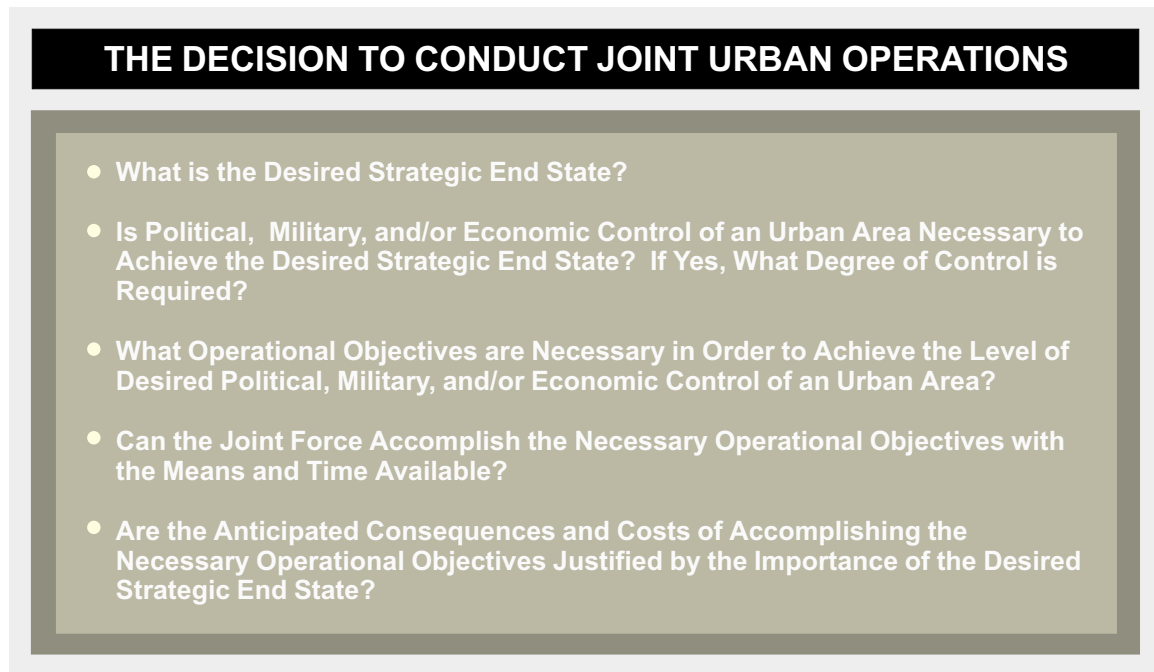 THE DECISION TO CONDUCT JOINT URBAN OPERATIONS
● What is the Desired Strategic End State?
● Is Political,  Military, and/or Economic Control of an Urban Area Necessary to
Achieve the Desired Strategic End State?  If Yes, What Degree of Control is
Required?
● What Operational Objectives are Necessary in Order to Achieve the Level of
Desired Political, Military, and/or Economic Control of an Urban Area?
● Can the Joint Force Accomplish the Necessary Operational Objectives with
the Means and Time Available?
● Are the Anticipated Consequences and Costs of Accomplishing the
Necessary Operational Objectives Justified by the Importance of the Desired
Strategic End State?